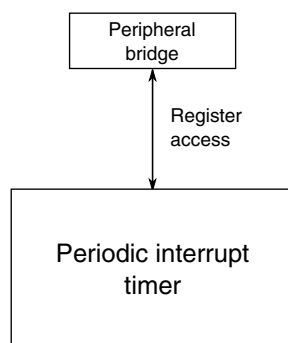 Peripheral
bridge
Register
access
Periodic interrupt
timer